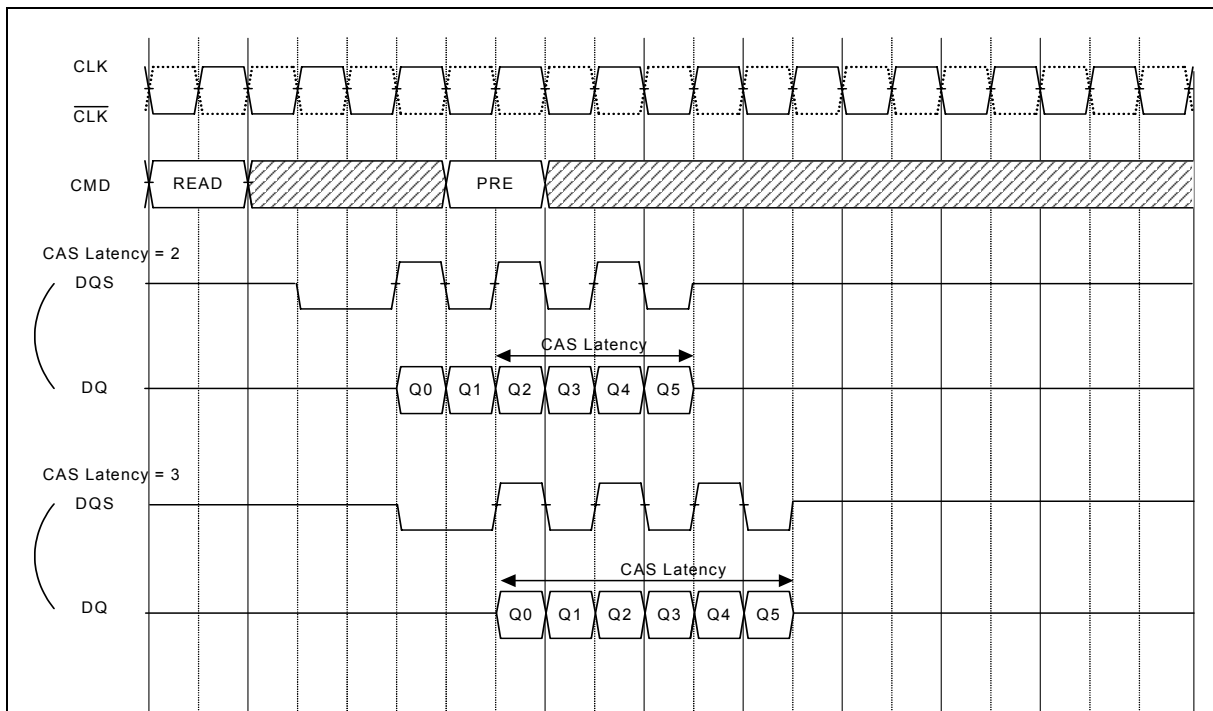 CLK
CLK
CMD READ PRE
CAS Latency = 2
DQS
CAS Latency
DQ Q0 Q1 Q2 Q3 Q4 Q5
CAS Latency = 3
DQS
CAS Latency
DQ Q0 Q1 Q2 Q3 Q4 Q5